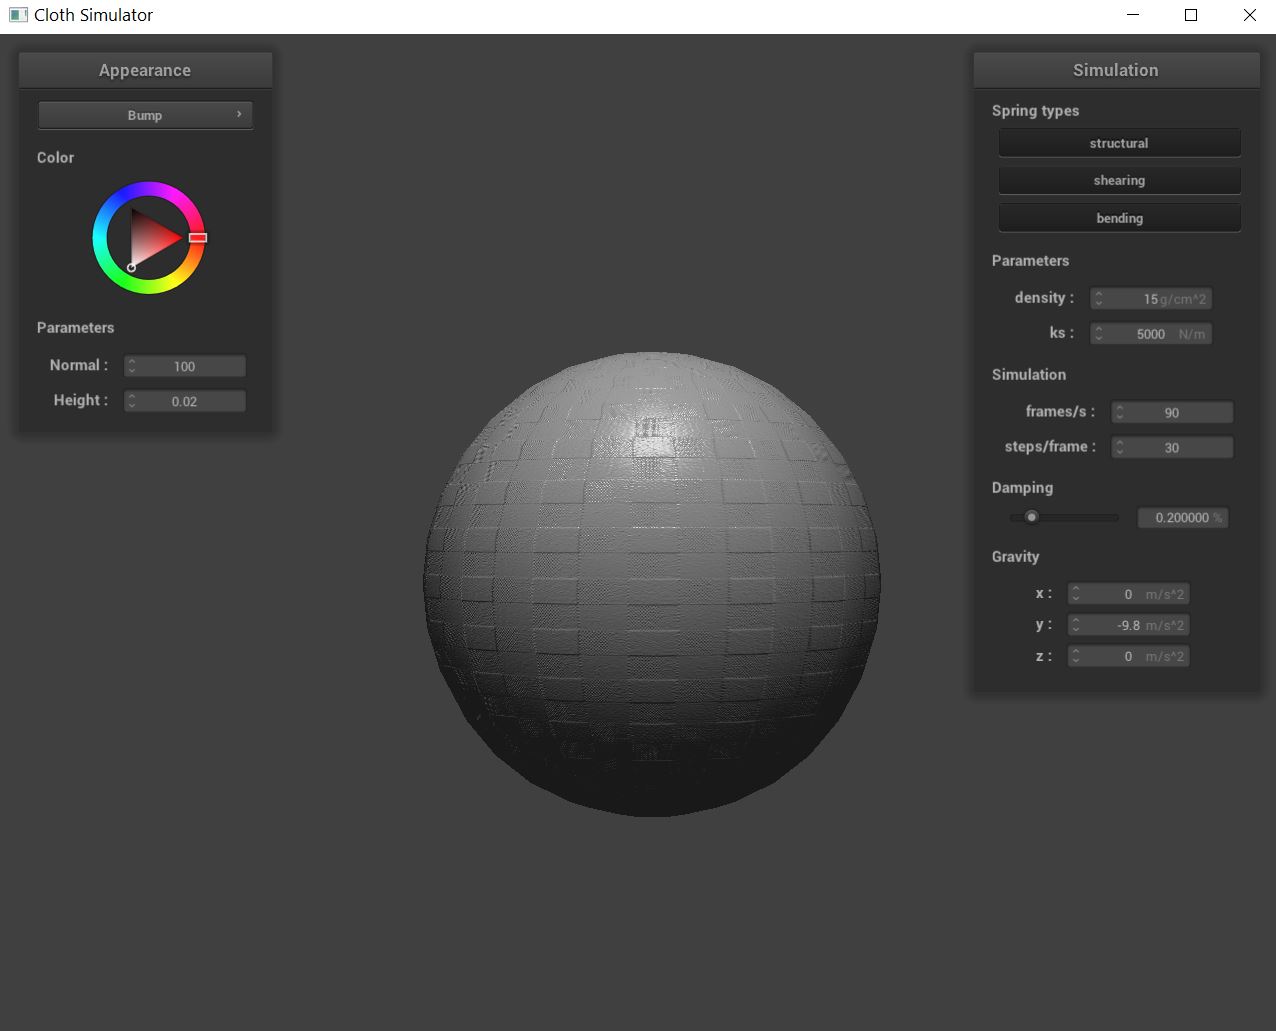 Cloth Simulator
Appearance
Bump
Color
Parameters
Normal : 100
Height : 0.02
Simulation
Spring types
structural
shearing
bending
Parameters
density : 15 g/cm^2
ks : 5000 N/m
Simulation
frames/s : 90
steps/frame : 30
Damping
0.200000 %
Gravity
x : 0 m/s^2
y : -9.8 m/s^2
z : 0 m/s^2